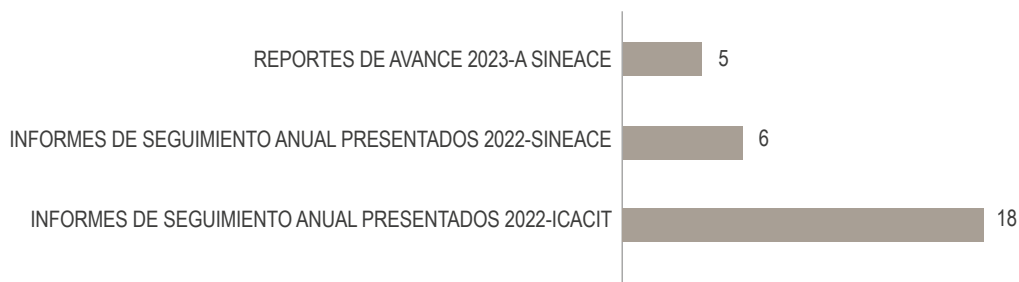 REPORTES DE AVANCE 2023-A SINEACE 5
INFORMES DE SEGUIMIENTO ANUAL PRESENTADOS 2022-SINEACE 6
INFORMES DE SEGUIMIENTO ANUAL PRESENTADOS 2022-ICACIT 18